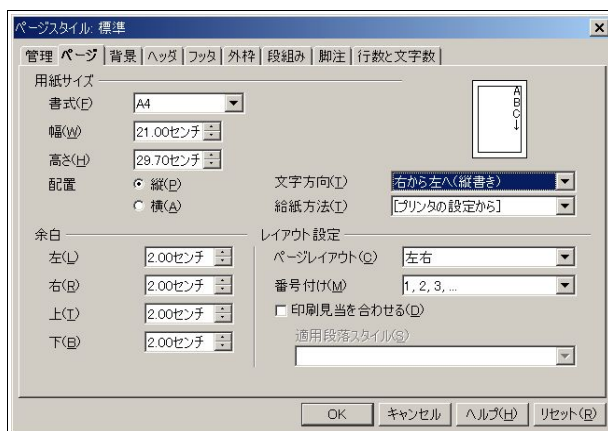 ページスタイル: 標準
管理 ページ 背景 ヘッダ フッタ 外枠 段組み 脚注 行数と文字数
用紙サイズ
書式(F) A4
幅(W) 21.00センチ
高さ(H) 29.70センチ
配置 縦(P)
横(A)
A
B
C
↓
文字方向(T) 右から左へ(縦書き)
給紙方法(T) [プリンタの設定から]
余白
左(L) 2.00センチ
右(R) 2.00センチ
上(T) 2.00センチ
下(B) 2.00センチ
レイアウト設定
ページレイアウト(C) 左右
番号付け(M) 1, 2, 3, ...
印刷見当を合わせる(D)
適用段落スタイル(S)
OK キャンセル ヘルプ(H) リセット(R)